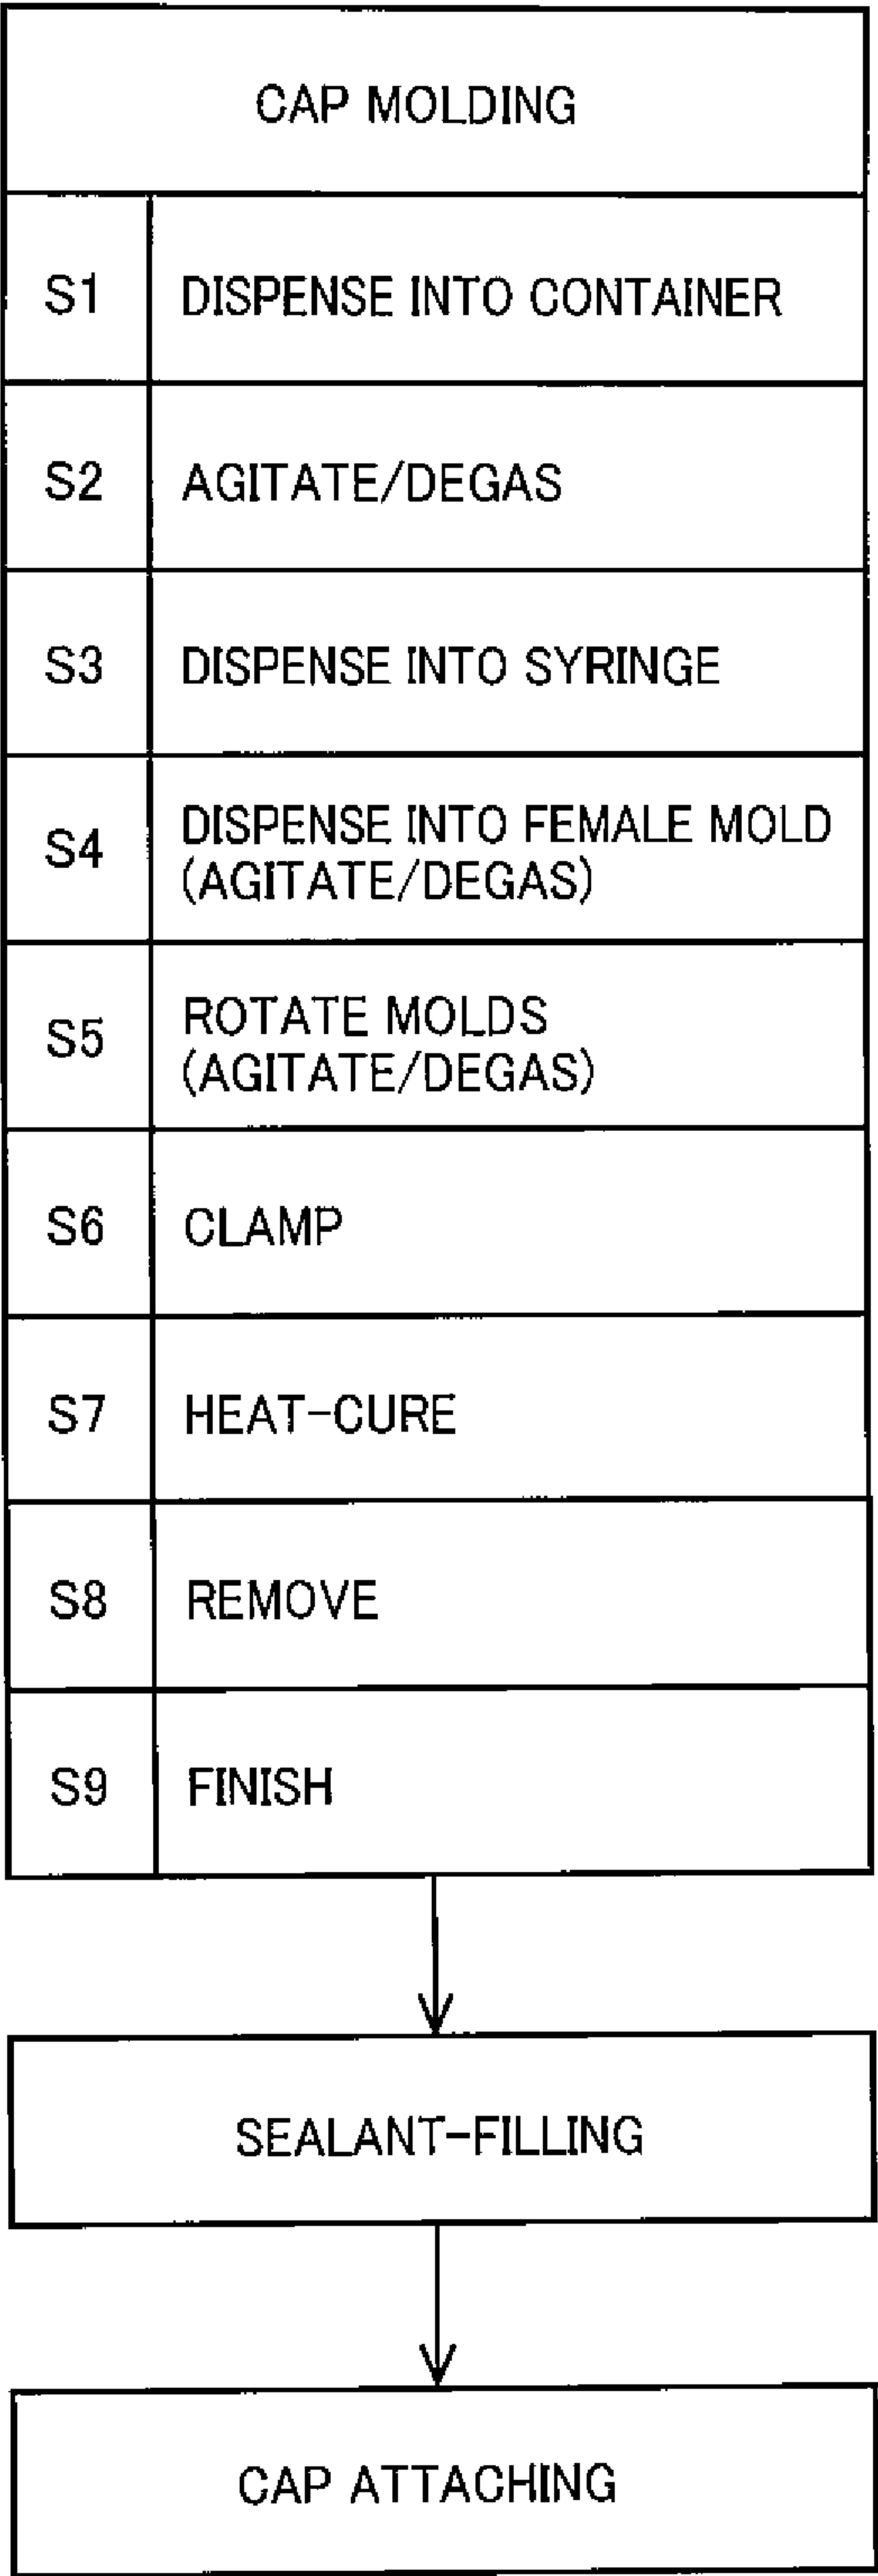 CAP MOLDING
S1 DISPENSE INTO CONTAINER
S2 AGITATE/DEGAS
S3 DISPENSE INTO SYRINGE
S4 DISPENSE INTO FEMALE MOLD
(AGITATE/DEGAS)
S5 ROTATE MOLDS
(AGITATE/DEGAS)
S6 CLAMP
S7 HEAT-CURE
S8 REMOVE
S9 FINISH
SEALANT-FILLING
CAP ATTACHING